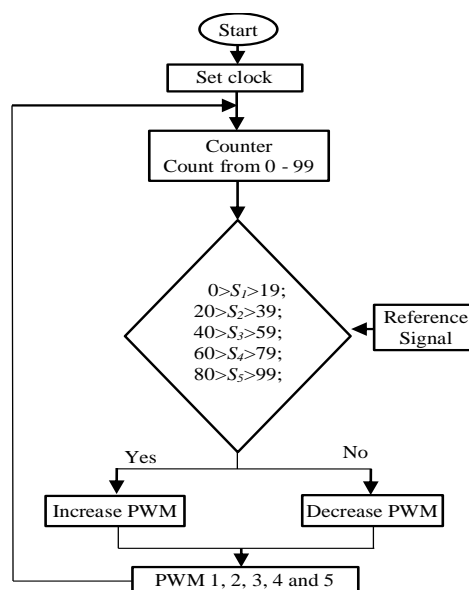 Start
Set clock
Counter
Count from 0 - 99
0>S1>19;
20>S2>39;
40>S3>59;
60>S4>79;
80>S5>99;
Reference
Signal
Yes
No
Increase PWM
Decrease PWM
PWM 1, 2, 3, 4 and 5